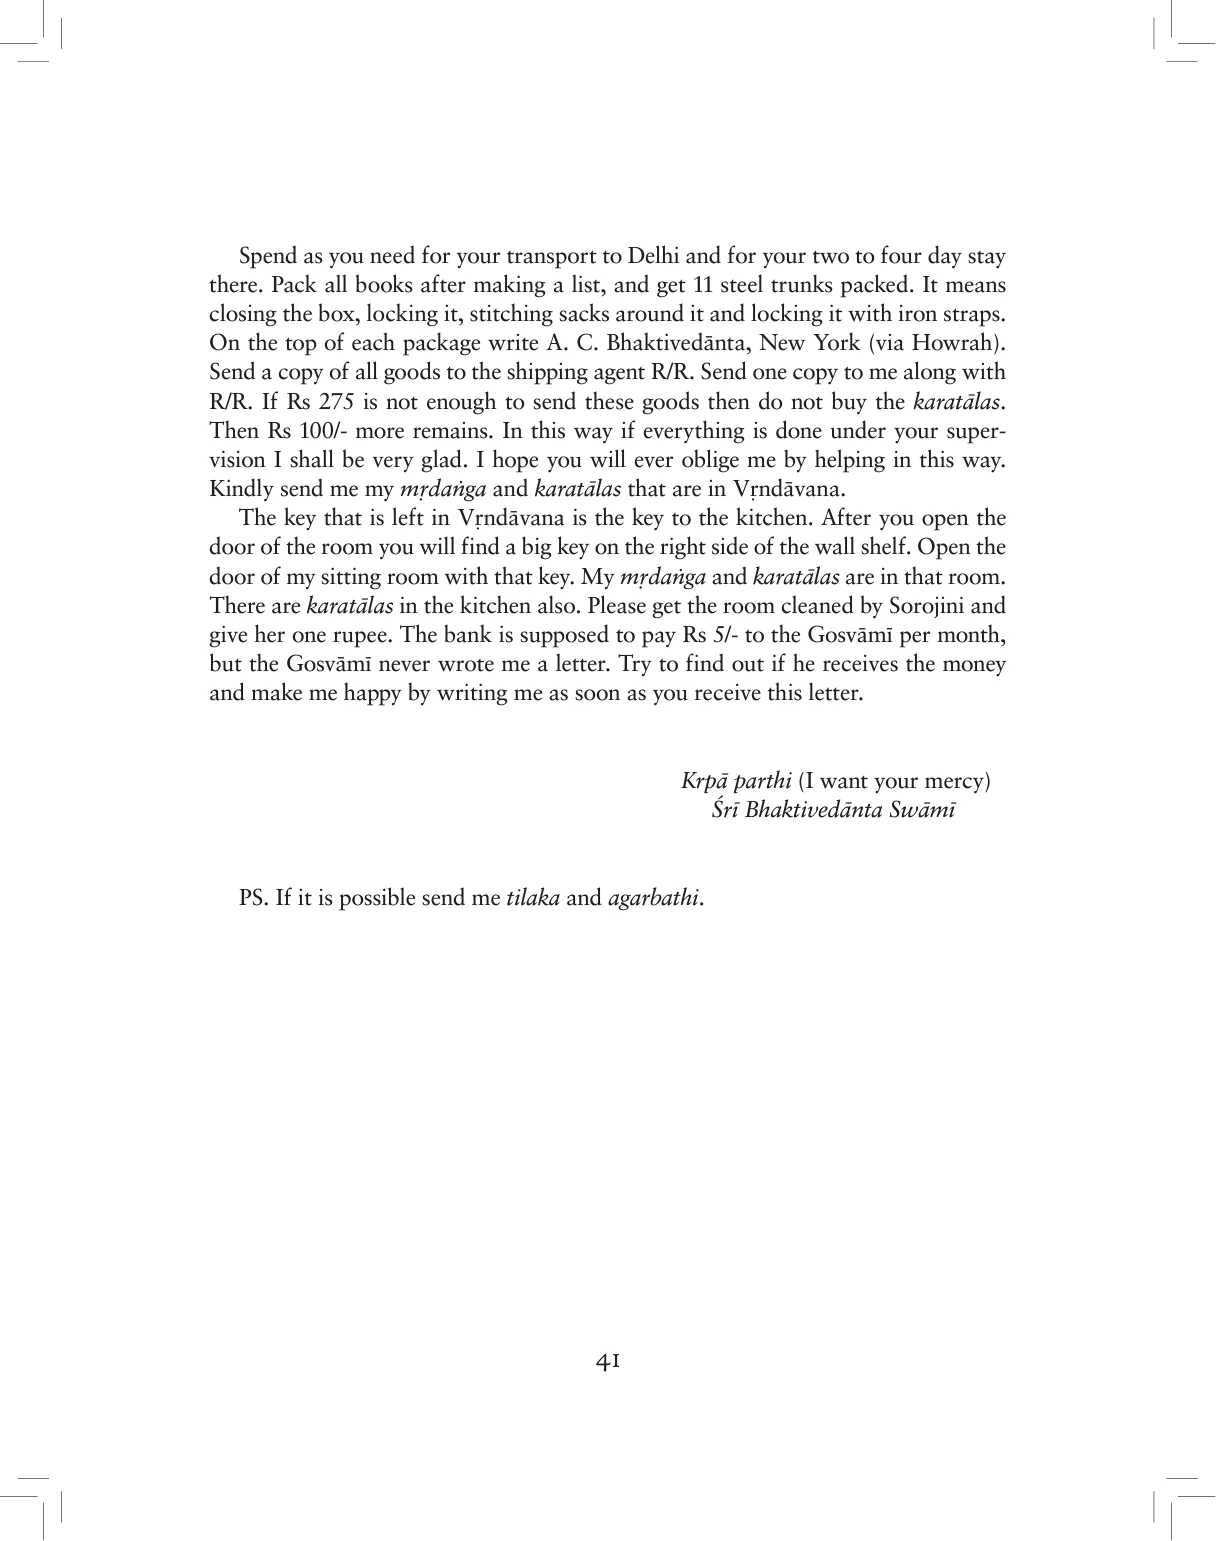 Spend as you need for your transport to Delhi and for your two to four day stay
there. Pack all books after making a list, and get 11 steel trunks packed. It means
closing the box, locking it, stitching sacks around it and locking it with iron straps.
On the top of each package write A. C. Bhaktivedānta, New York (via Howrah).
Send a copy of all goods to the shipping agent R/R. Send one copy to me along with
R/R. If Rs 275 is not enough to send these goods then do not buy the karatālas.
Then Rs 100/- more remains. In this way if everything is done under your super-
vision I shall be very glad. I hope you will ever oblige me by helping in this way.
Kindly send me my mṛdaṅga and karatālas that are in Vṛndāvana.
The key that is left in Vṛndāvana is the key to the kitchen. After you open the
door of the room you will find a big key on the right side of the wall shelf. Open the
door of my sitting room with that key. My mṛdaṅga and karatālas are in that room.
There are karatālas in the kitchen also. Please get the room cleaned by Sorojini and
give her one rupee. The bank is supposed to pay Rs 5/- to the Gosvāmī per month,
but the Gosvāmī never wrote me a letter. Try to find out if he receives the money
and make me happy by writing me as soon as you receive this letter.
Krpā parthi (I want your mercy)
Śrī Bhaktivedānta Swāmī
PS. If it is possible send me tilaka and agarbathi.
41